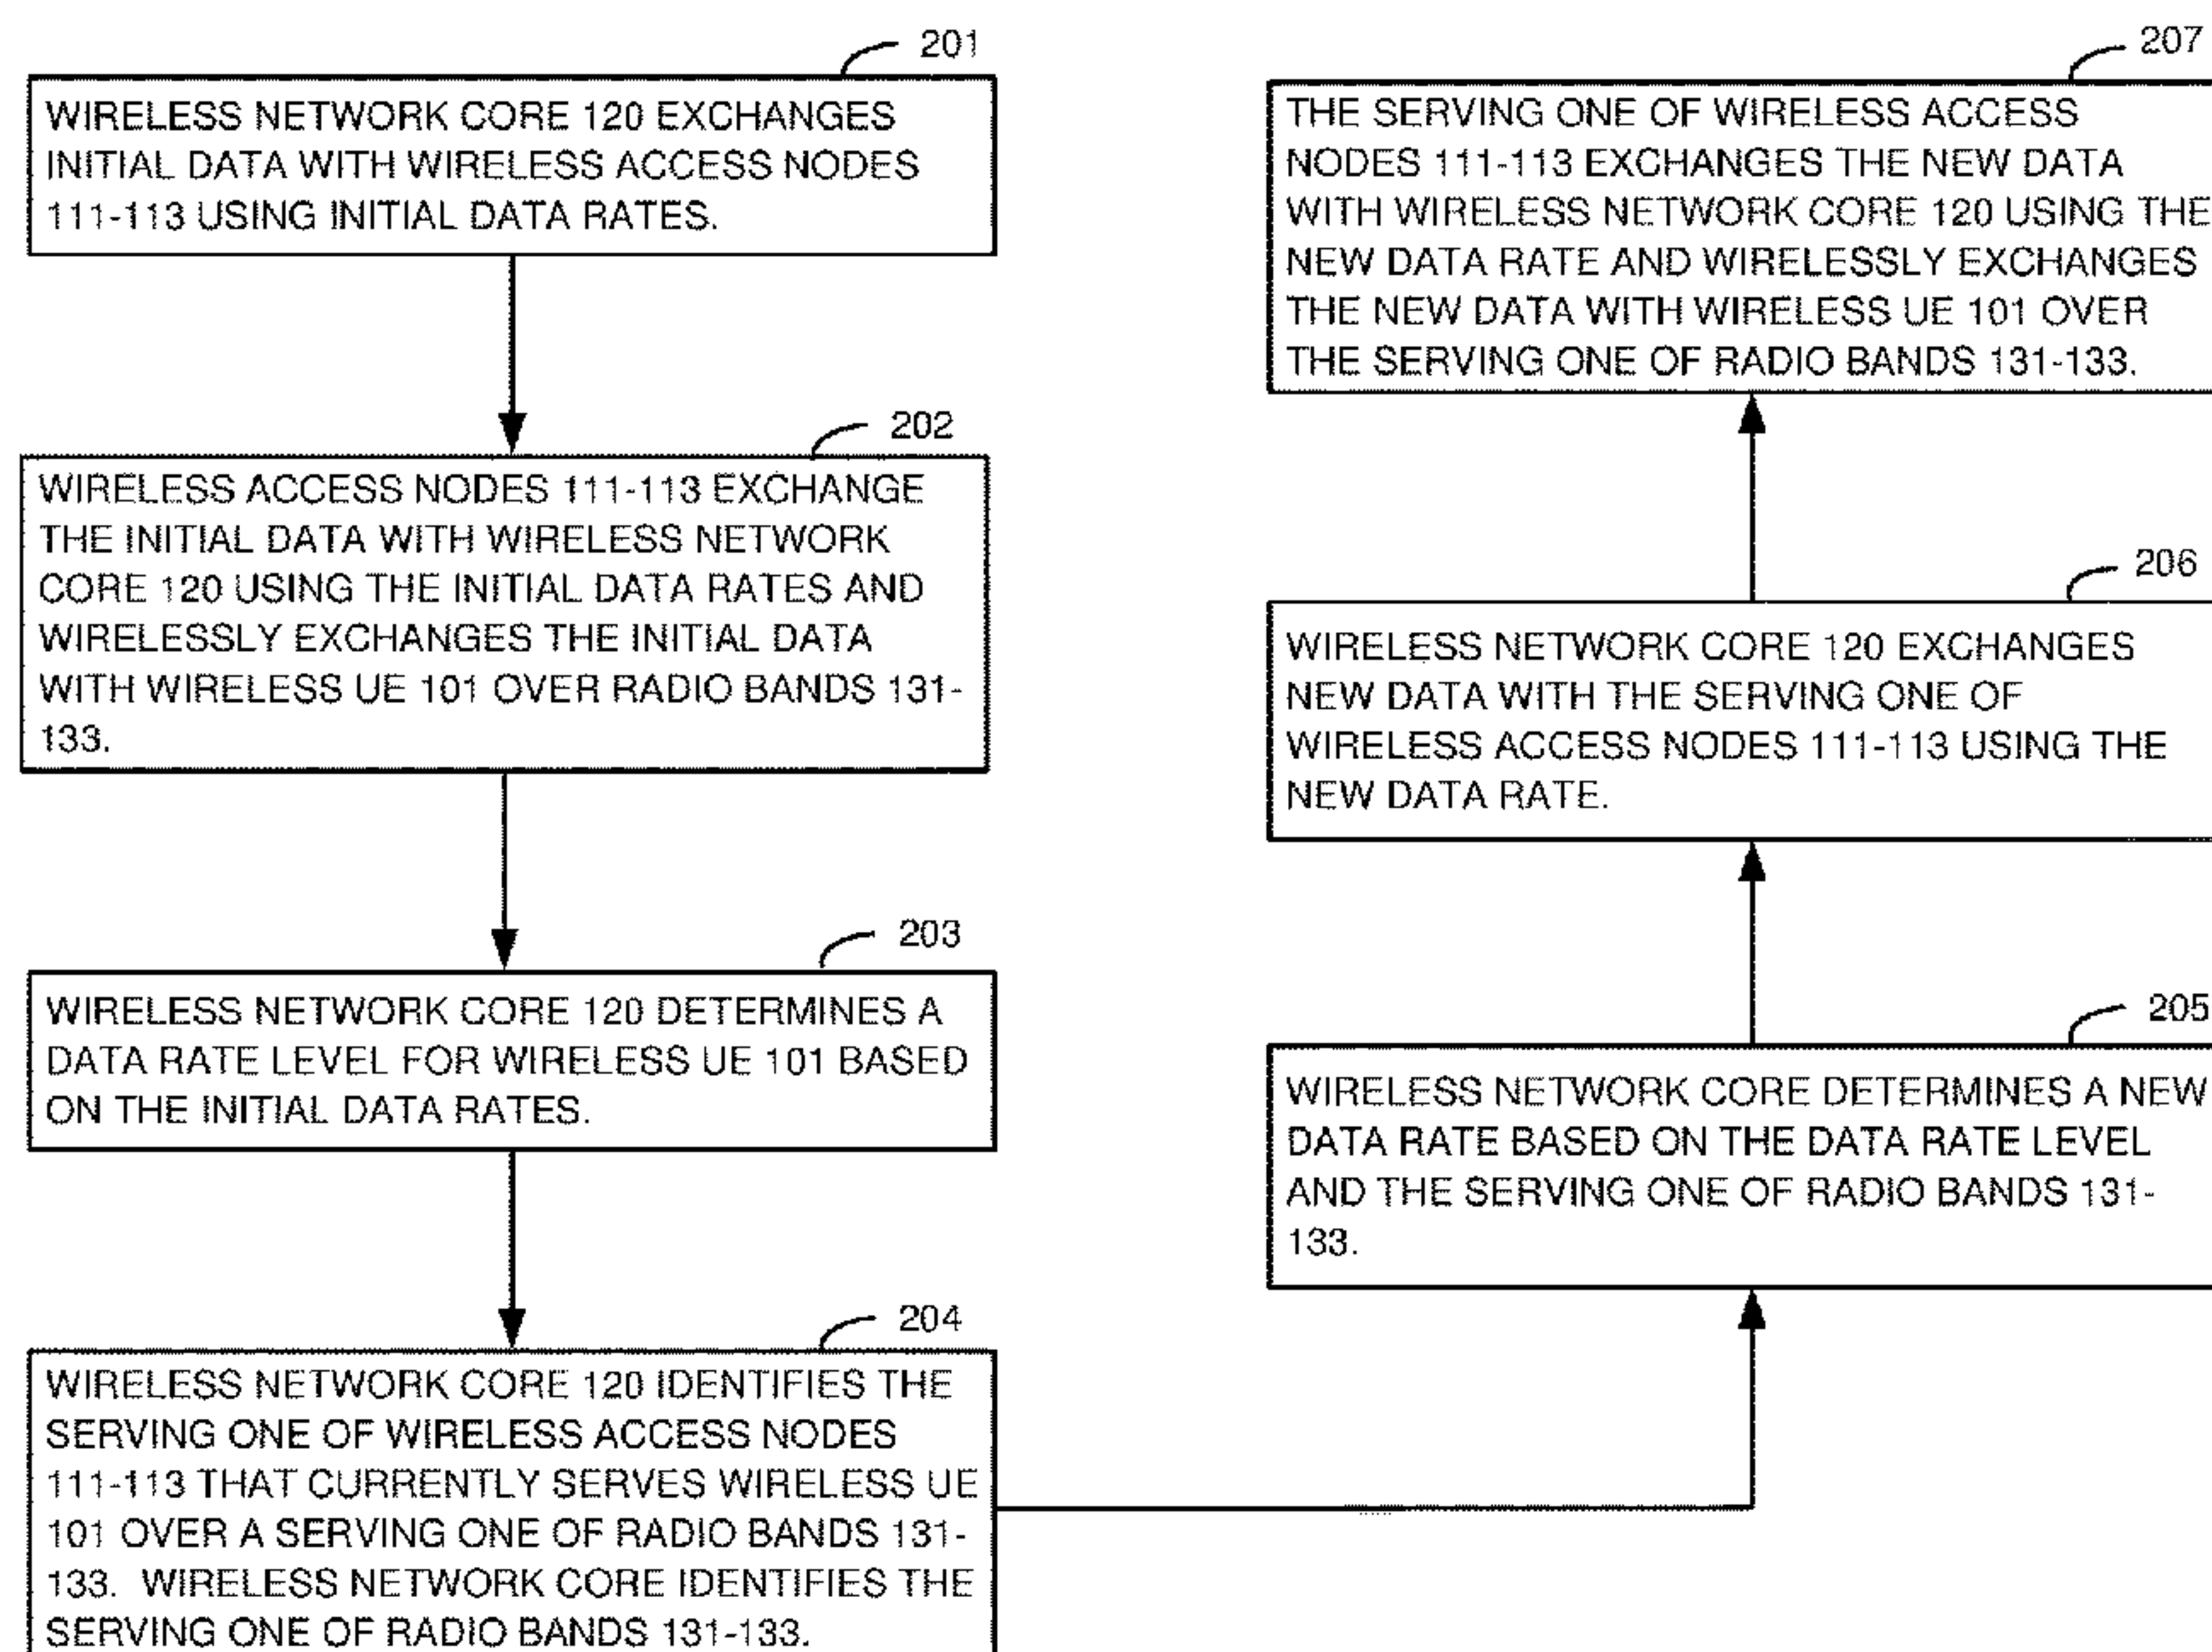 201
WIRELESS NETWORK CORE 120 EXCHANGES
INITIAL DATA WITH WIRELESS ACCESS NODES
111-113 USING INITIAL DATA RATES.
202
WIRELESS ACCESS NODES 111-113 EXCHANGE
THE INITIAL DATA WITH WIRELESS NETWORK
CORE 120 USING THE INITIAL DATA RATES AND
WIRELESSLY EXCHANGES THE INITIAL DATA
WITH WIRELESS UE 101 OVER RADIO BANDS 131-
133.
203
WIRELESS NETWORK CORE 120 DETERMINES A
DATA RATE LEVEL FOR WIRELESS UE 101 BASED
ON THE INITIAL DATA RATES.
204
WIRELESS NETWORK CORE 120 IDENTIFIES THE
SERVING ONE OF WIRELESS ACCESS NODES
111-113 THAT CURRENTLY SERVES WIRELESS UE
101 OVER A SERVING ONE OF RADIO BANDS 131-
133. WIRELESS NETWORK CORE IDENTIFIES THE
SERVING ONE OF RADIO BANDS 131-133.
205
WIRELESS NETWORK CORE DETERMINES A NEW
DATA RATE BASED ON THE DATA RATE LEVEL
AND THE SERVING ONE OF RADIO BANDS 131-
133.
206
WIRELESS NETWORK CORE 120 EXCHANGES
NEW DATA WITH THE SERVING ONE OF
WIRELESS ACCESS NODES 111-113 USING THE
NEW DATA RATE.
207
THE SERVING ONE OF WIRELESS ACCESS
NODES 111-113 EXCHANGES THE NEW DATA
WITH WIRELESS NETWORK CORE 120 USING THE
NEW DATA RATE AND WIRELESSLY EXCHANGES
THE NEW DATA WITH WIRELESS UE 101 OVER
THE SERVING ONE OF RADIO BANDS 131-133.